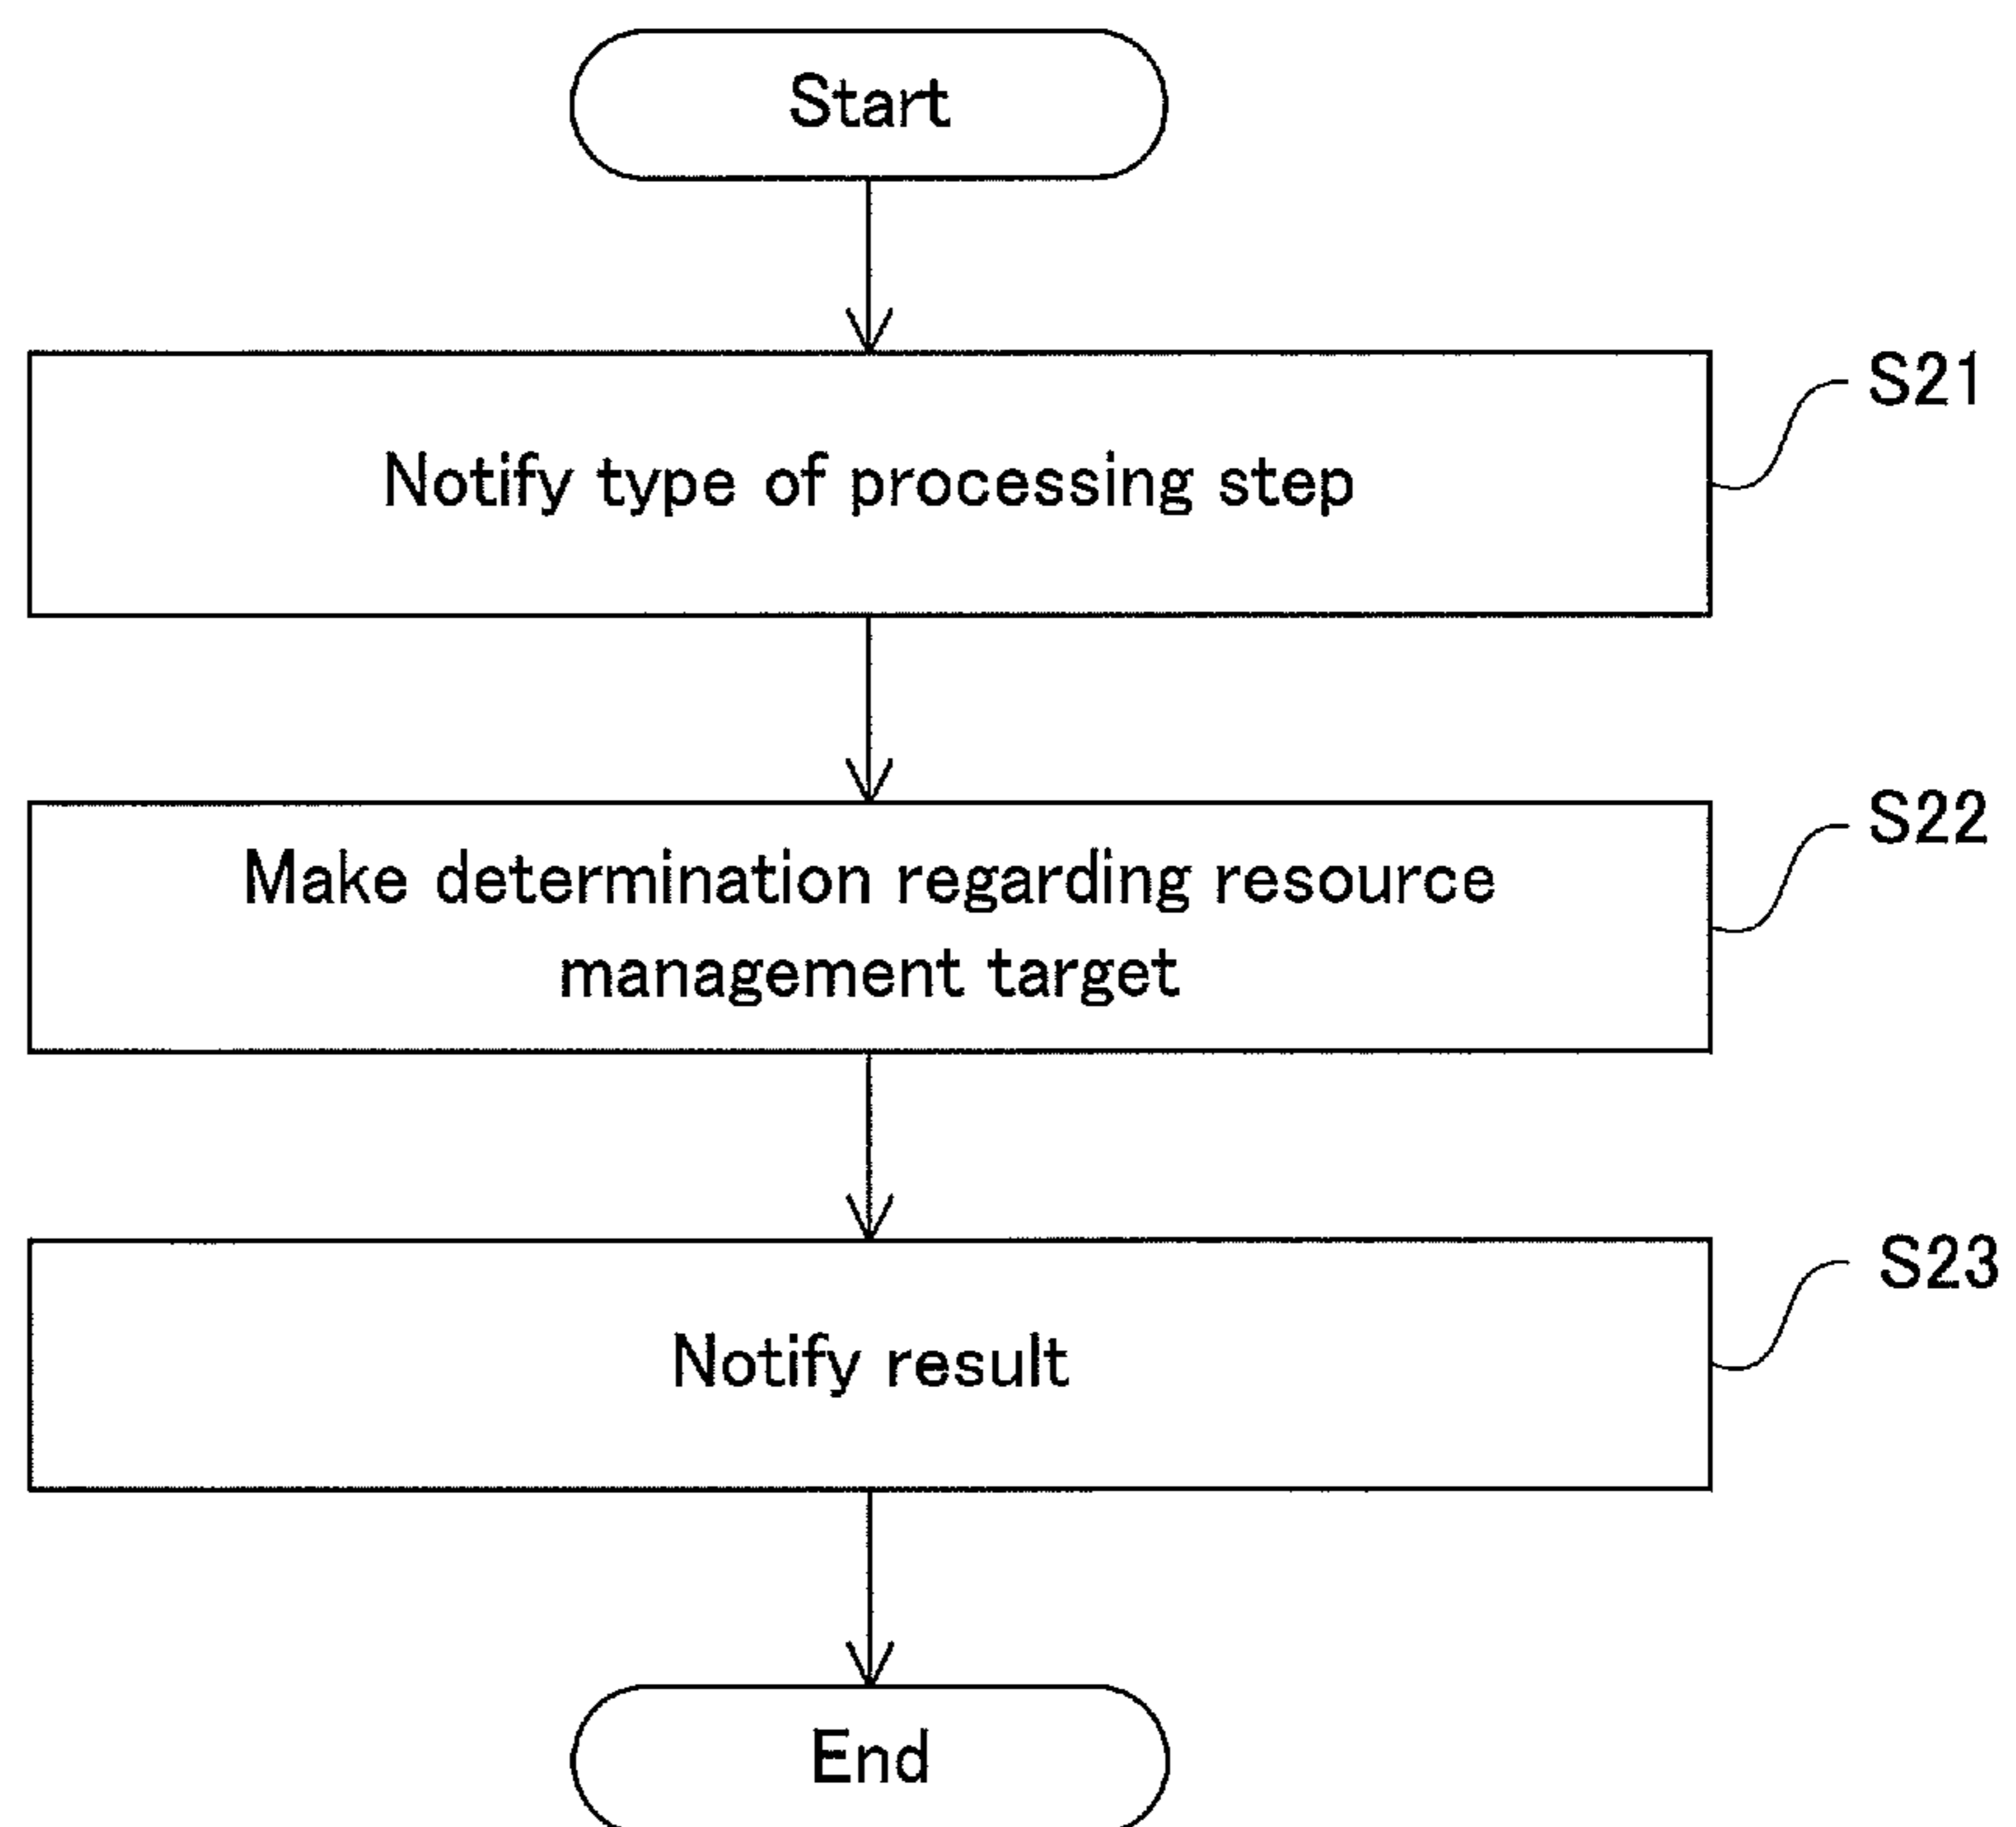 Start
S21
Notify type of processing step
S22
Make determination regarding resource
management target
S23
Notify result
End